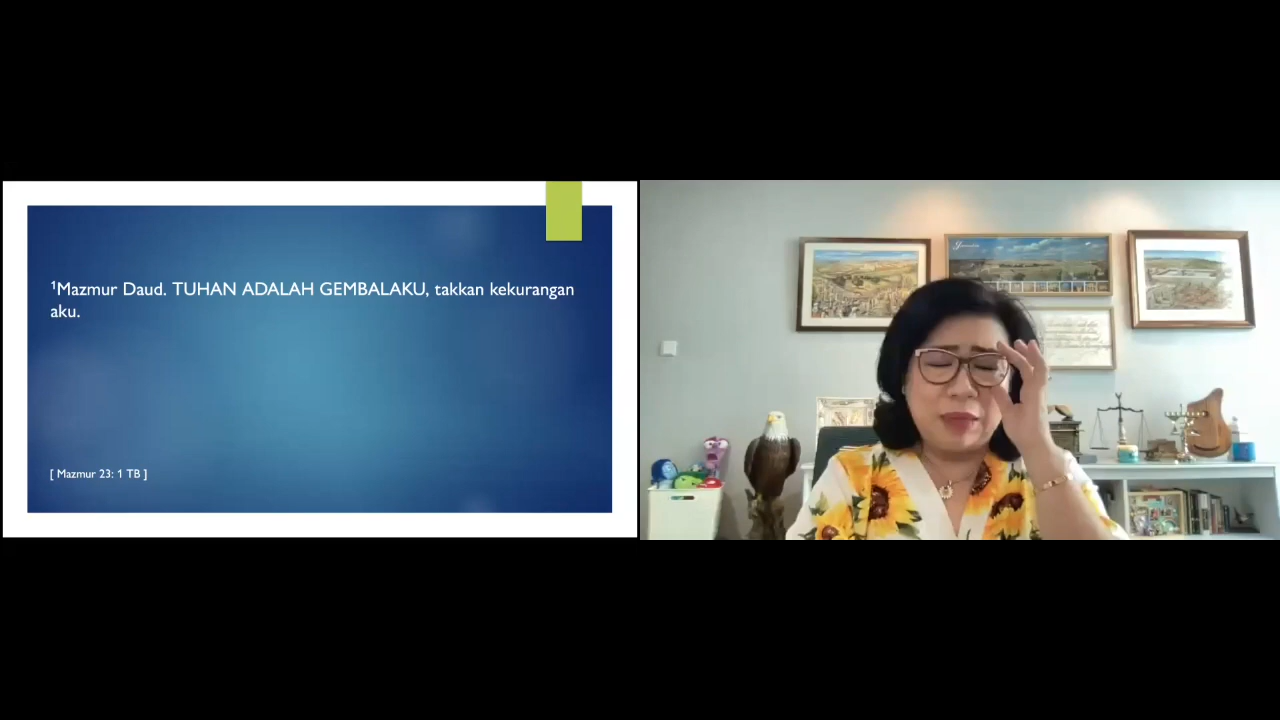 ¹Mazmur Daud. TUHAN ADALAH GEMBALAKU, takkan kekurangan
aku.
[ Mazmur 23: 1 TB ]